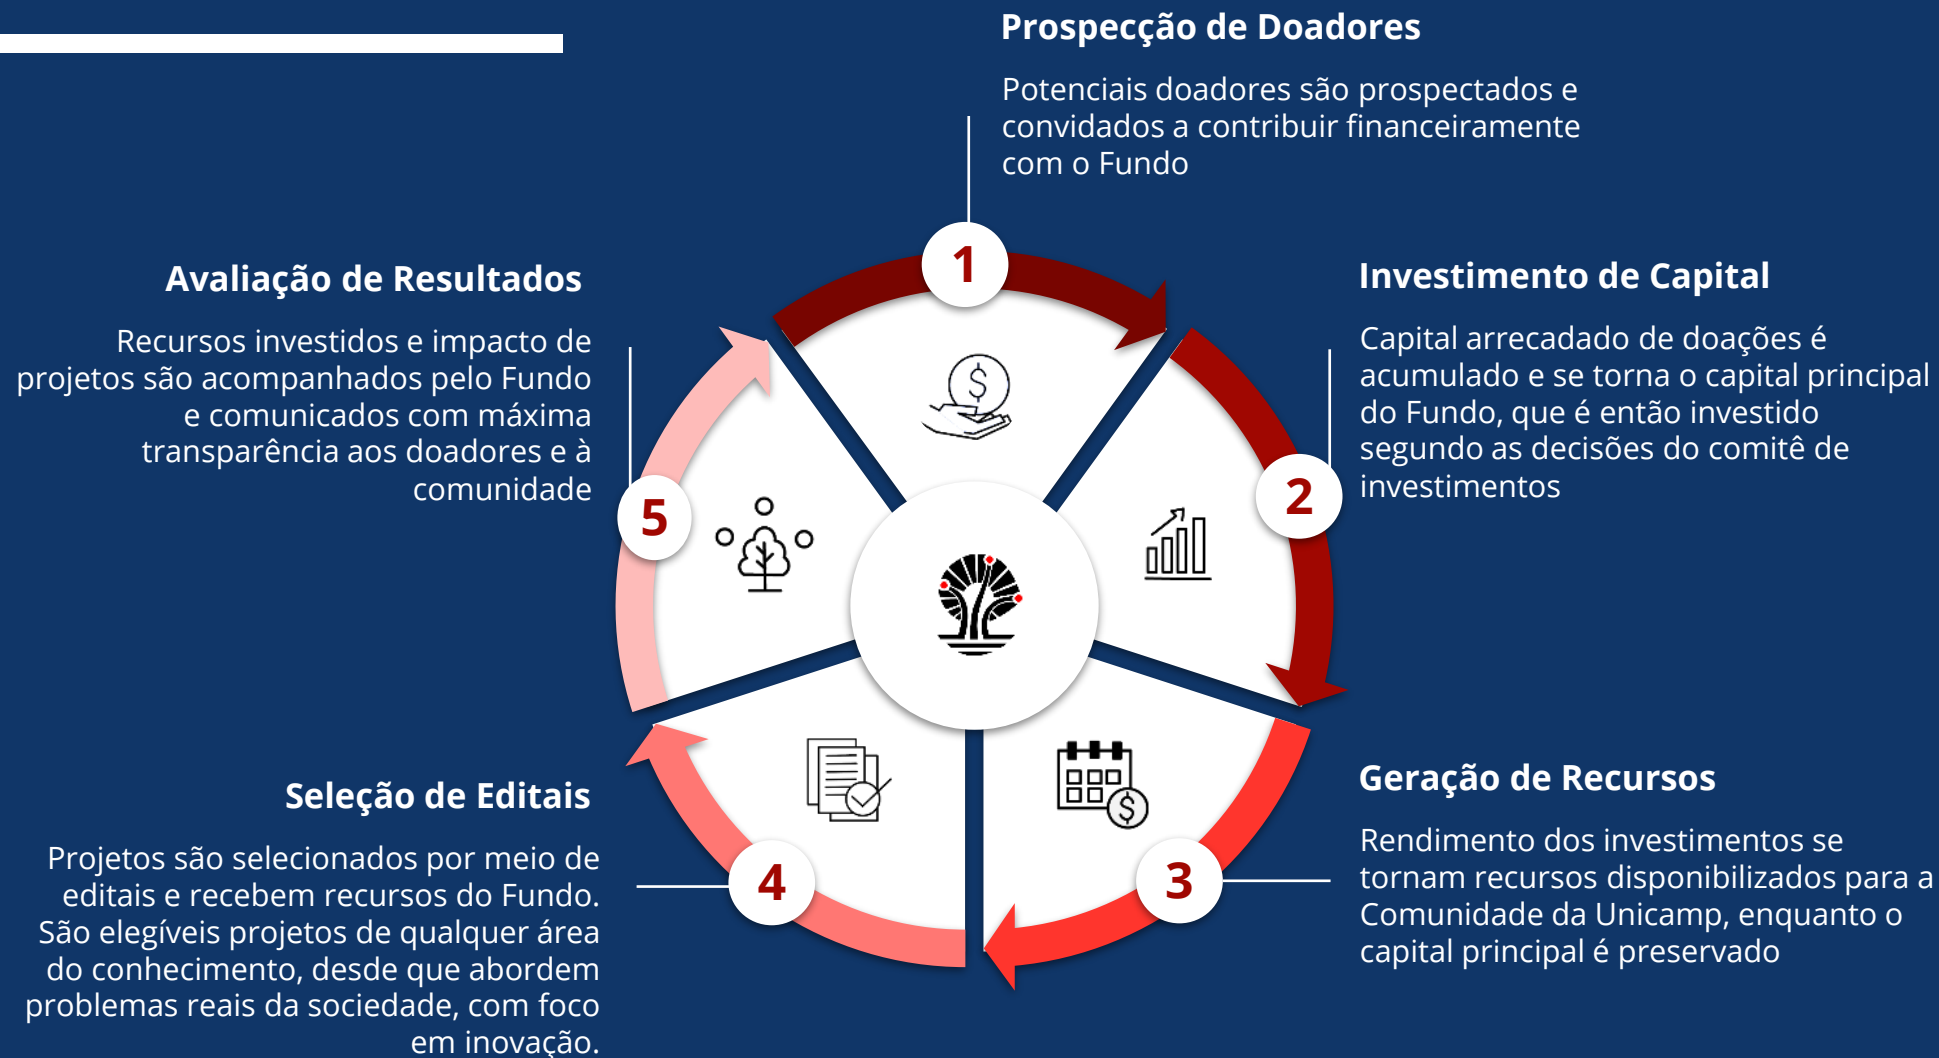 Prospecção de Doadores
Potenciais doadores são prospectados e
convidados a contribuir financeiramente
com o Fundo
1
Investimento de Capital
Capital arrecadado de doações é
acumulado e se torna o capital principal
do Fundo, que é então investido
segundo as decisões do comitê de
investimentos
2
Geração de Recursos
Rendimento dos investimentos se
tornam recursos disponibilizados para a
Comunidade da Unicamp, enquanto o
capital principal é preservado
3
Seleção de Editais
Projetos são selecionados por meio de
editais e recebem recursos do Fundo.
São elegíveis projetos de qualquer área
do conhecimento, desde que abordem
problemas reais da sociedade, com foco
em inovação.
4
Avaliação de Resultados
Recursos investidos e impacto de
projetos são acompanhados pelo Fundo
e comunicados com máxima
transparência aos doadores e à
comunidade
5
$
$